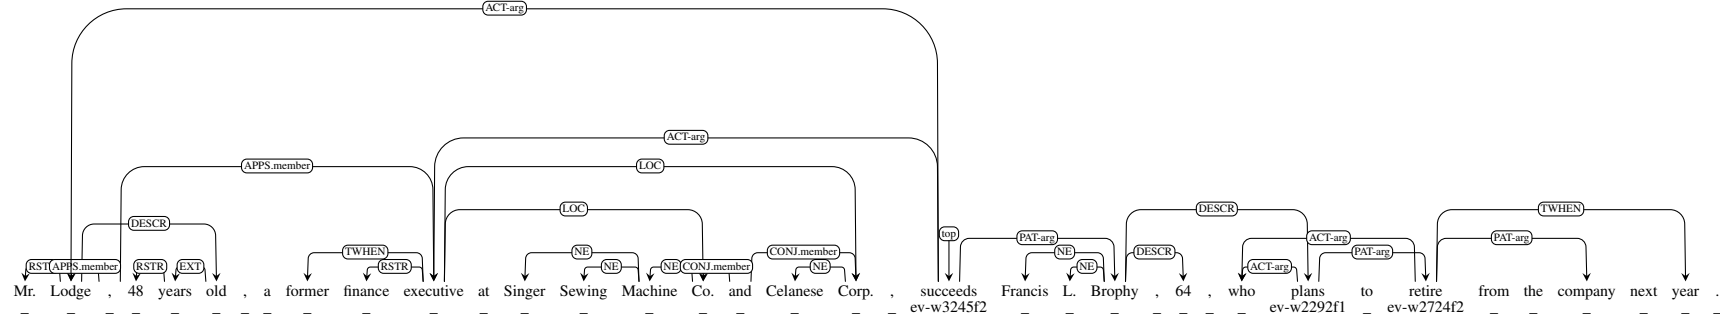 ACT-arg
ACT-arg
APPS.member LOC
LOC DESCR TWHEN
DESCR top PAT-arg ACT-arg PAT-arg
TWHEN NE CONJ.member NE DESCR PAT-arg
APPS.member RSTR EXT RSTR NE NE CONJ.member NE NE ACT-arg
Mr. Lodge , 48 years old , a former finance executive at Singer Sewing Machine Co. and Celanese Corp. , succeeds Francis L. Brophy , 64 , who plans to retire from the company next year .
_ _ _ _ _ _ _ _ _ _ _ _ _ _ _ _ _ _ _ _ ev-w3245f2 _ _ _ _ _ _ _ ev-w2292f1 _ ev-w2724f2 _ _ _ _ _ _